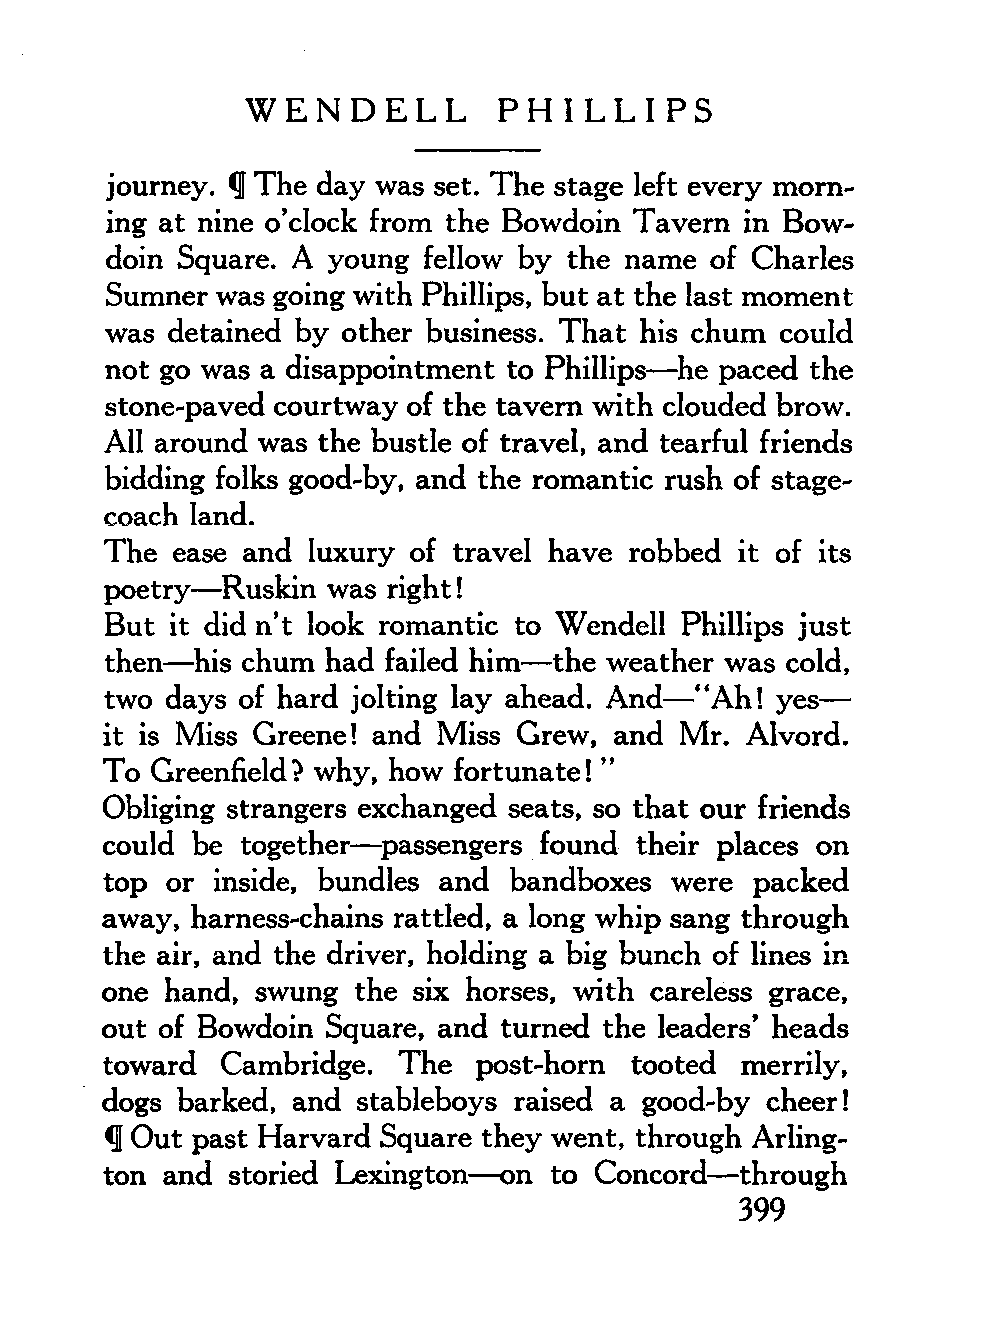 WENDELL PHILLIPS
journey. ¶ The day was set. The stage left every morn-
ing at nine o'clock from the Bowdoin Tavern in Bow-
doin Square. A young fellow by the name of Charles
Sumner was going with Phillips, but at the last moment
was detained by other business. That his chum could
not go was a disappointment to Phillips—he paced the
stone-paved courtway of the tavern with clouded brow.
All around was the bustle of travel, and tearful friends
bidding folks good-by, and the romantic rush of stage-
coach land.
The ease and luxury of travel have robbed it of its
poetry—Ruskin was right!
But it did n't look romantic to Wendell Phillips just
then—his chum had failed him—the weather was cold,
two days of hard jolting lay ahead. And—"Ah! yes—
it is Miss Greene! and Miss Grew, and Mr. Alvord.
To Greenfield? why, how fortunate!"
Obliging strangers exchanged seats, so that our friends
could be together—passengers found their places on
top or inside, bundles and bandboxes were packed
away, harness-chains rattled, a long whip sang through
the air, and the driver, holding a big bunch of lines in
one hand, swung the six horses, with careless grace,
out of Bowdoin Square, and turned the leaders' heads
toward Cambridge. The post-horn tooted merrily,
dogs barked, and stableboys raised a good-by cheer!
¶ Out past Harvard Square they went, through Arling-
ton and storied Lexington—on to Concord—through
399